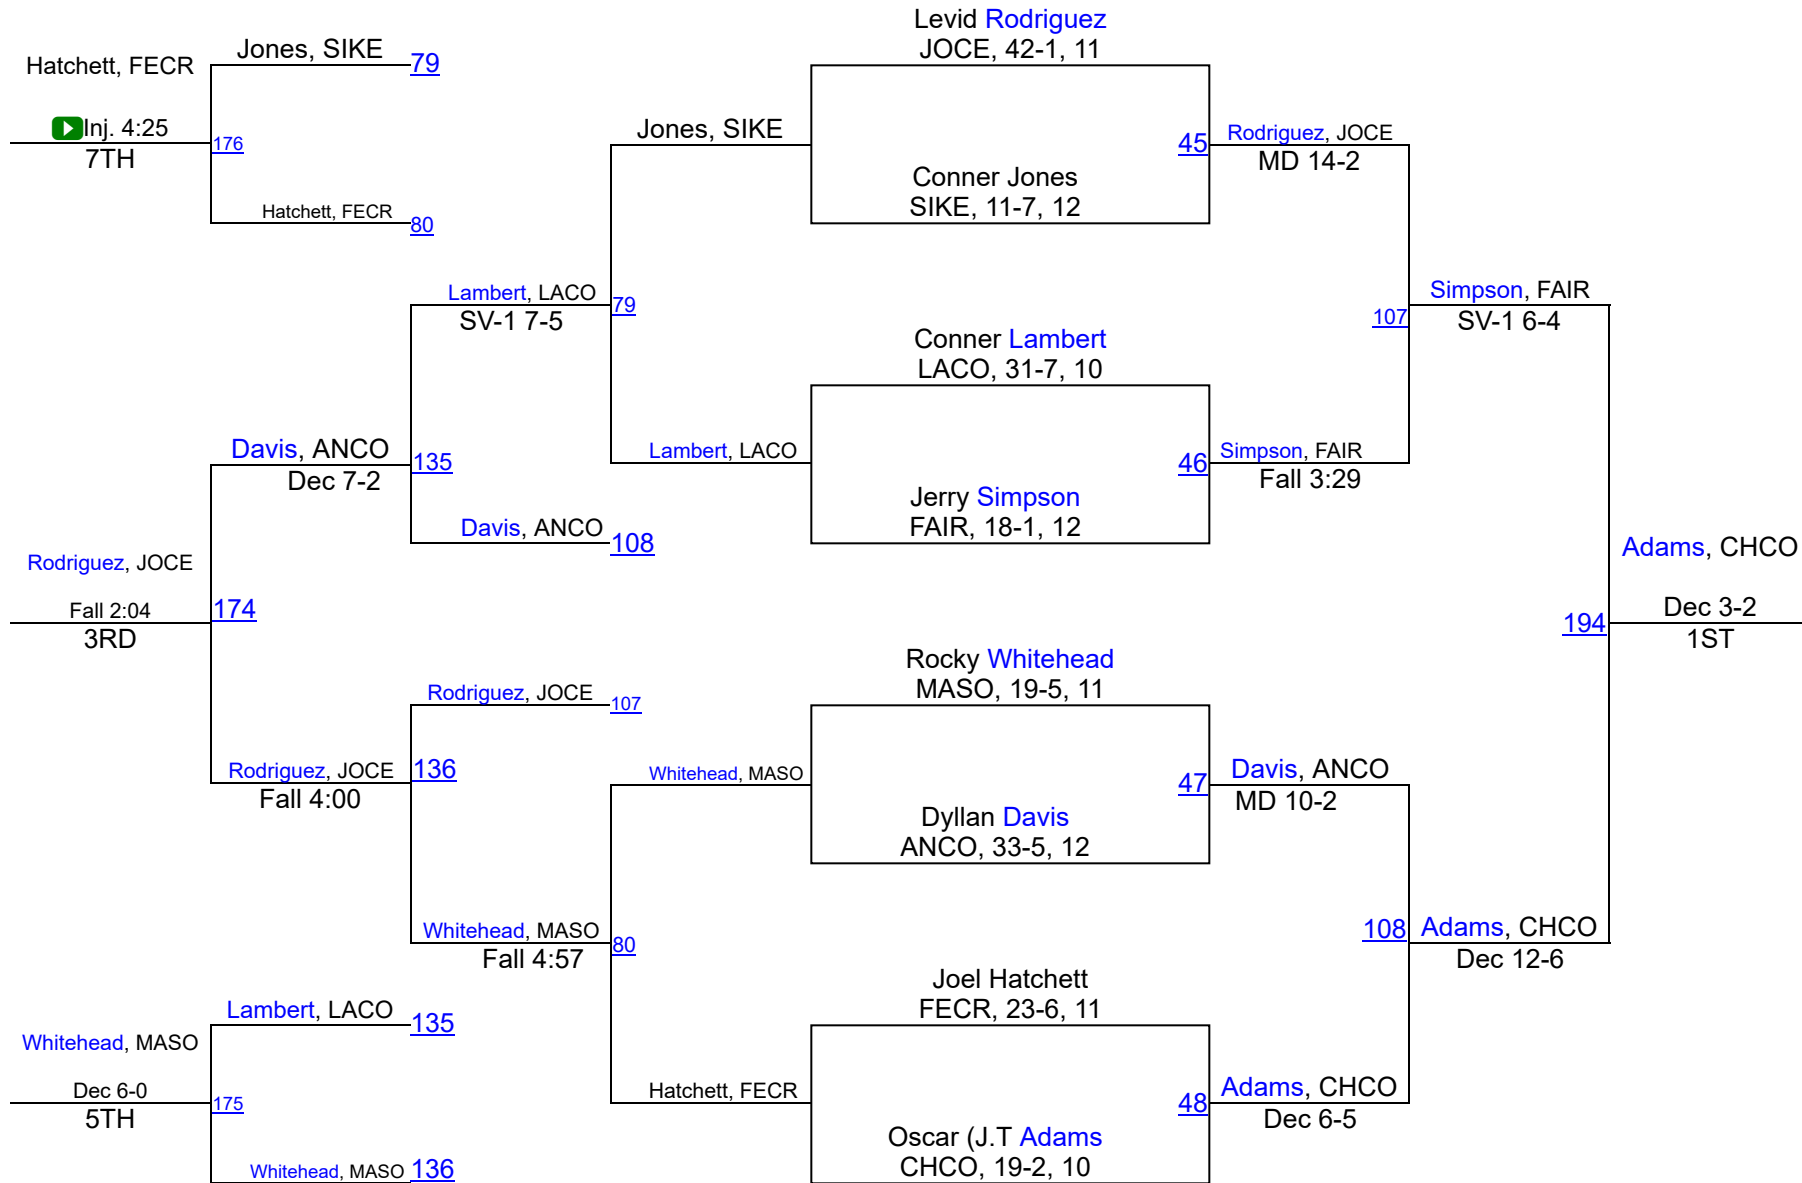 Levid Rodriguez
JOCE, 42-1, 11
Hatchett, FECR
Jones, SIKE
79
Inj. 4:25
7TH
176
Hatchett, FECR
80
Jones, SIKE
45
Rodriguez, JOCE
MD 14-2
Conner Jones
SIKE, 11-7, 12
Lambert, LACO
SV-1 7-5
79
107
Simpson, FAIR
SV-1 6-4
Conner Lambert
LACO, 31-7, 10
Davis, ANCO
Dec 7-2
135
Lambert, LACO
46
Simpson, FAIR
Fall 3:29
Jerry Simpson
FAIR, 18-1, 12
Davis, ANCO
108
Rodriguez, JOCE
Fall 2:04
3RD
174
Adams, CHCO
194
Dec 3-2
1ST
Rocky Whitehead
MASO, 19-5, 11
Rodriguez, JOCE
107
Rodriguez, JOCE
Fall 4:00
136
Whitehead, MASO
47
Davis, ANCO
MD 10-2
Dyllan Davis
ANCO, 33-5, 12
Whitehead, MASO
Fall 4:57
80
108
Adams, CHCO
Dec 12-6
Joel Hatchett
FECR, 23-6, 11
Lambert, LACO
135
Whitehead, MASO
Dec 6-0
5TH
175
Hatchett, FECR
48
Adams, CHCO
Dec 6-5
Oscar (J.T Adams
CHCO, 19-2, 10
Whitehead, MASO
136